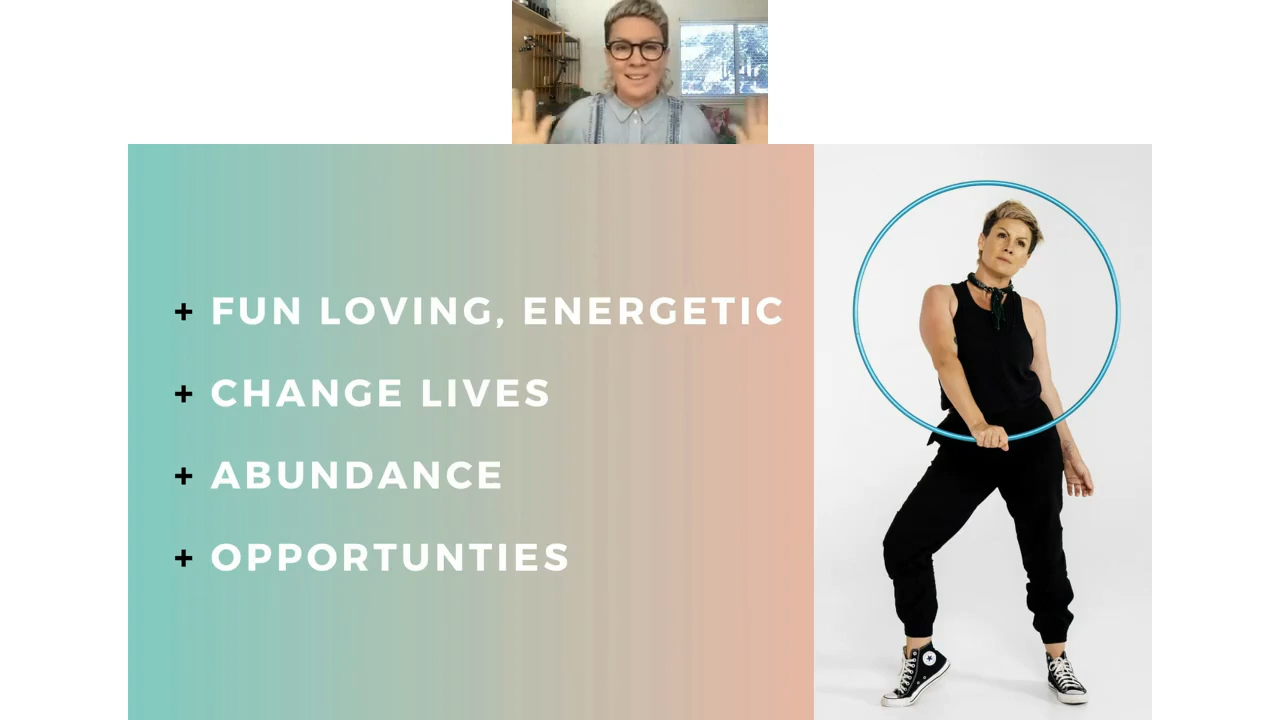 + FUN LOVING, ENERGETIC
+ CHANGE LIVES
+ ABUNDANCE
+ OPPORTUNTIES